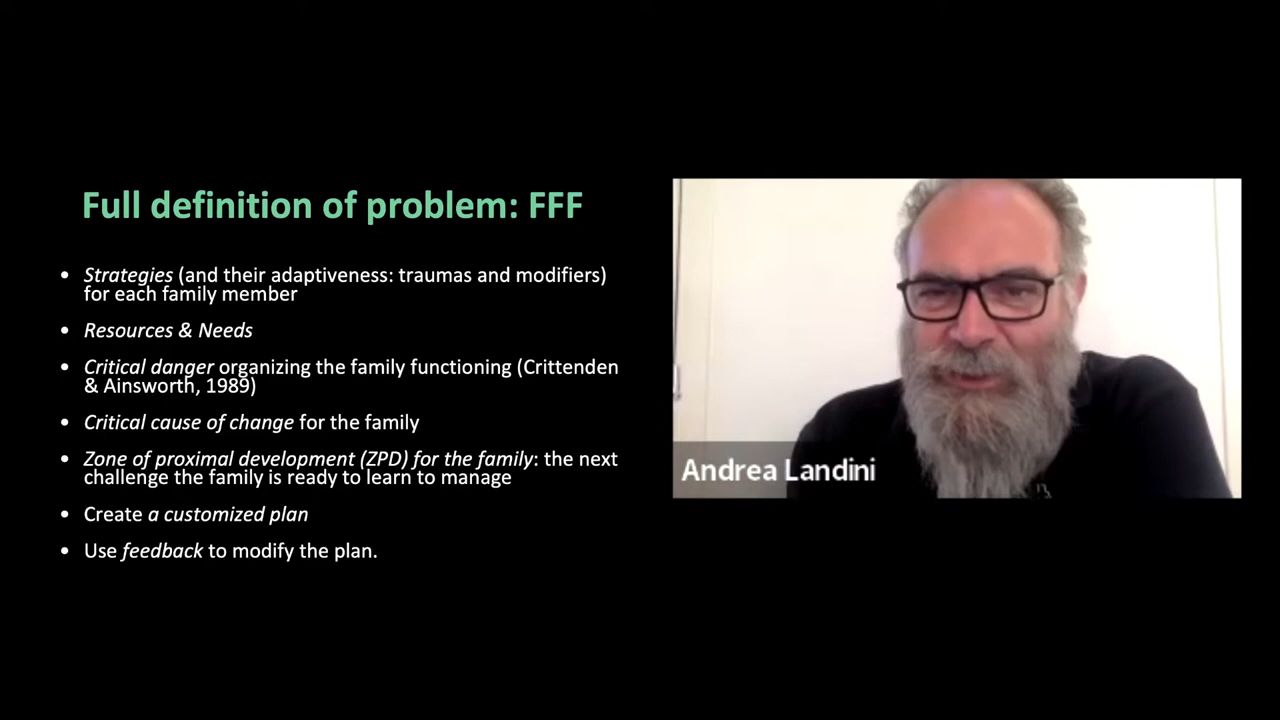 Full definition of problem: FFF
• Strategies (and their adaptiveness: traumas and modifiers)
for each family member
• Resources & Needs
• Critical danger organizing the family functioning (Crittenden
& Ainsworth, 1989)
• Critical cause of change for the family
• Zone of proximal development (ZPD) for the family: the next
challenge the family is ready to learn to manage
• Create a customized plan
• Use feedback to modify the plan.
Andrea Landini